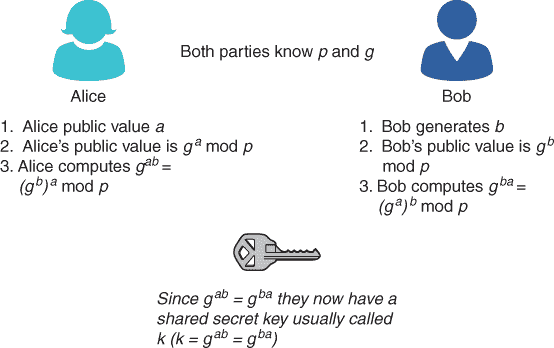 Both parties know p and g
Alice
1. Alice public value a
2. Alice's public value is g^a mod p
3. Alice computes g^ab =
(g^b)^a mod p
Bob
1. Bob generates b
2. Bob's public value is g^b
mod p
3. Bob computes g^ba =
(g^a)^b mod p
Since g^ab = g^ba they now have a
shared secret key usually called
k (k = g^ab = g^ba)